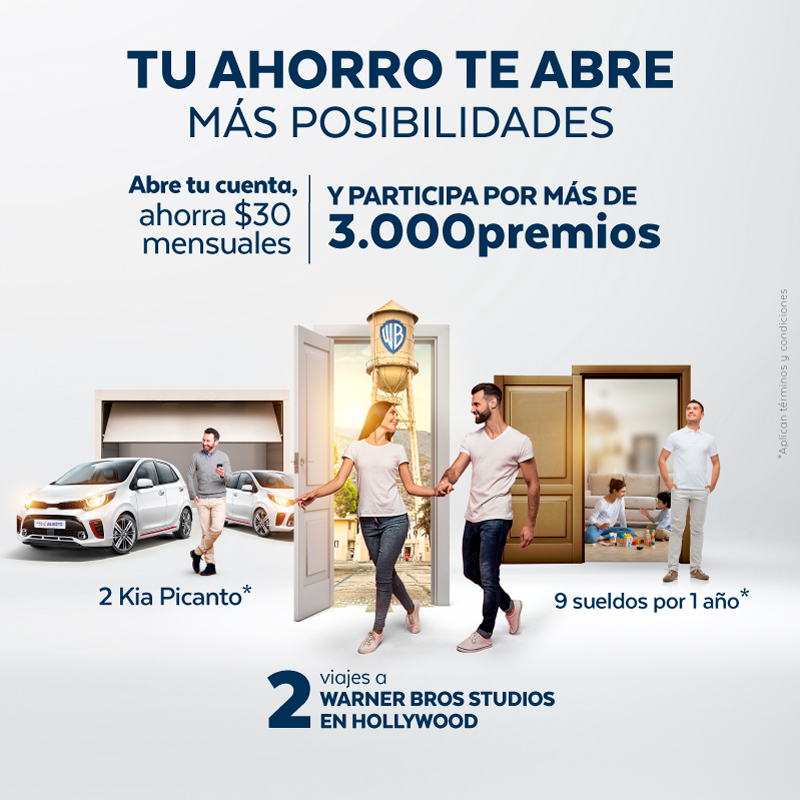 TU AHORRO TE ABRE
MÁS POSIBILIDADES
Abre tu cuenta,
ahorra $30
mensuales
Y PARTICIPA POR MÁS DE
3.000premios
*Aplican términos y condiciones
WB
2 Kia Picanto*
9 sueldos por 1 año*
2
viajes a
WARNER BROS STUDIOS
EN HOLLYWOOD